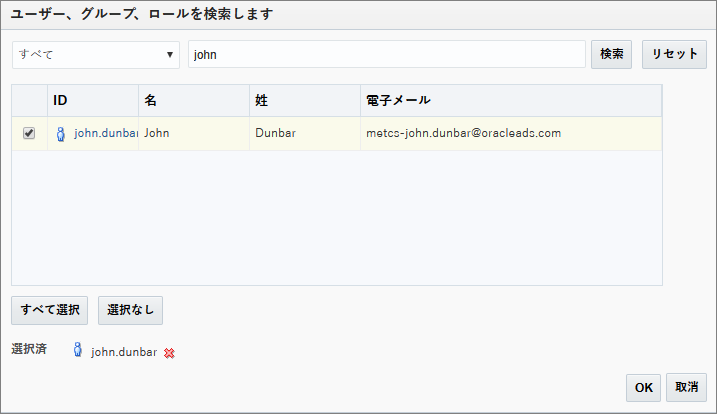 ユーザー、グループ、ロールを検索します
すべて john 検索 リセット
ID 名 姓 電子メール
john.dunbar John Dunbar metcs-john.dunbar@oracleads.com
すべて選択 選択なし
選択済 john.dunbar
OK 取消